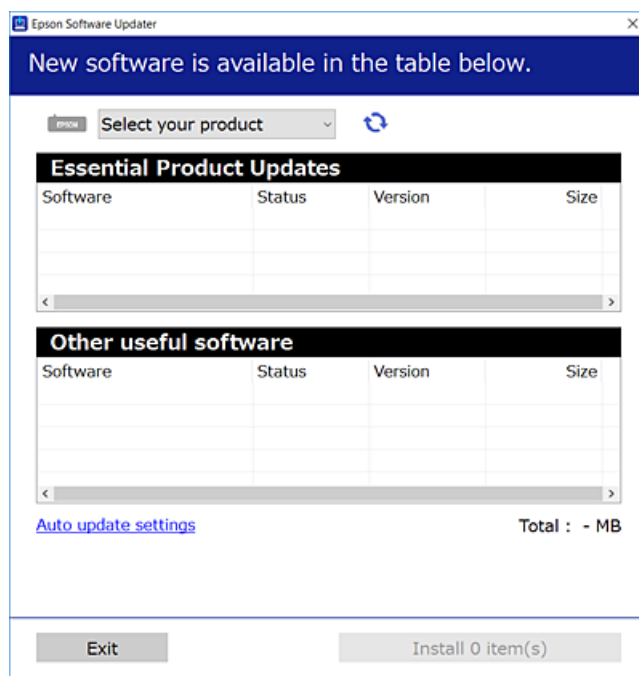 Epson Software Updater
New software is available in the table below.
EPSON Select your product
Essential Product Updates
Software Status Version Size
Other useful software
Software Status Version Size
Auto update settings Total : - MB
Exit Install 0 item(s)